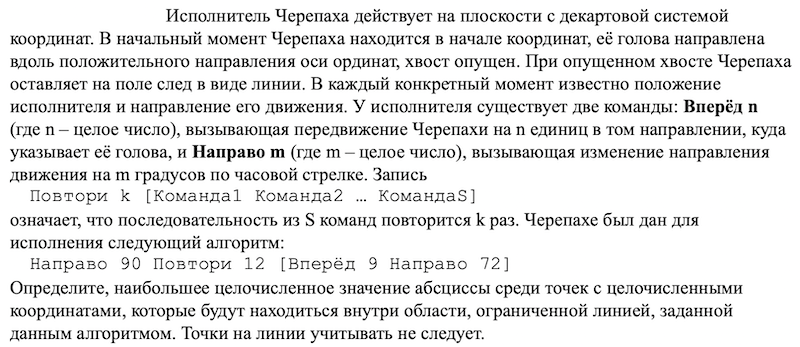 Исполнитель Черепаха действует на плоскости с декартовой системой
координат. В начальный момент Черепаха находится в начале координат, её голова направлена
вдоль положительного направления оси ординат, хвост опущен. При опущенном хвосте Черепаха
оставляет на поле след в виде линии. В каждый конкретный момент известно положение
исполнителя и направление его движения. У исполнителя существует две команды: Вперёд n
(где n – целое число), вызывающая передвижение Черепахи на n единиц в том направлении, куда
указывает её голова, и Направо m (где m – целое число), вызывающая изменение направления
движения на m градусов по часовой стрелке. Запись
Повтори k [Команда1 Команда2 … КомандаS]
означает, что последовательность из S команд повторится k раз. Черепахе был дан для
исполнения следующий алгоритм:
Направо 90 Повтори 12 [Вперёд 9 Направо 72]
Определите, наибольшее целочисленное значение абсциссы среди точек с целочисленными
координатами, которые будут находиться внутри области, ограниченной линией, заданной
данным алгоритмом. Точки на линии учитывать не следует.